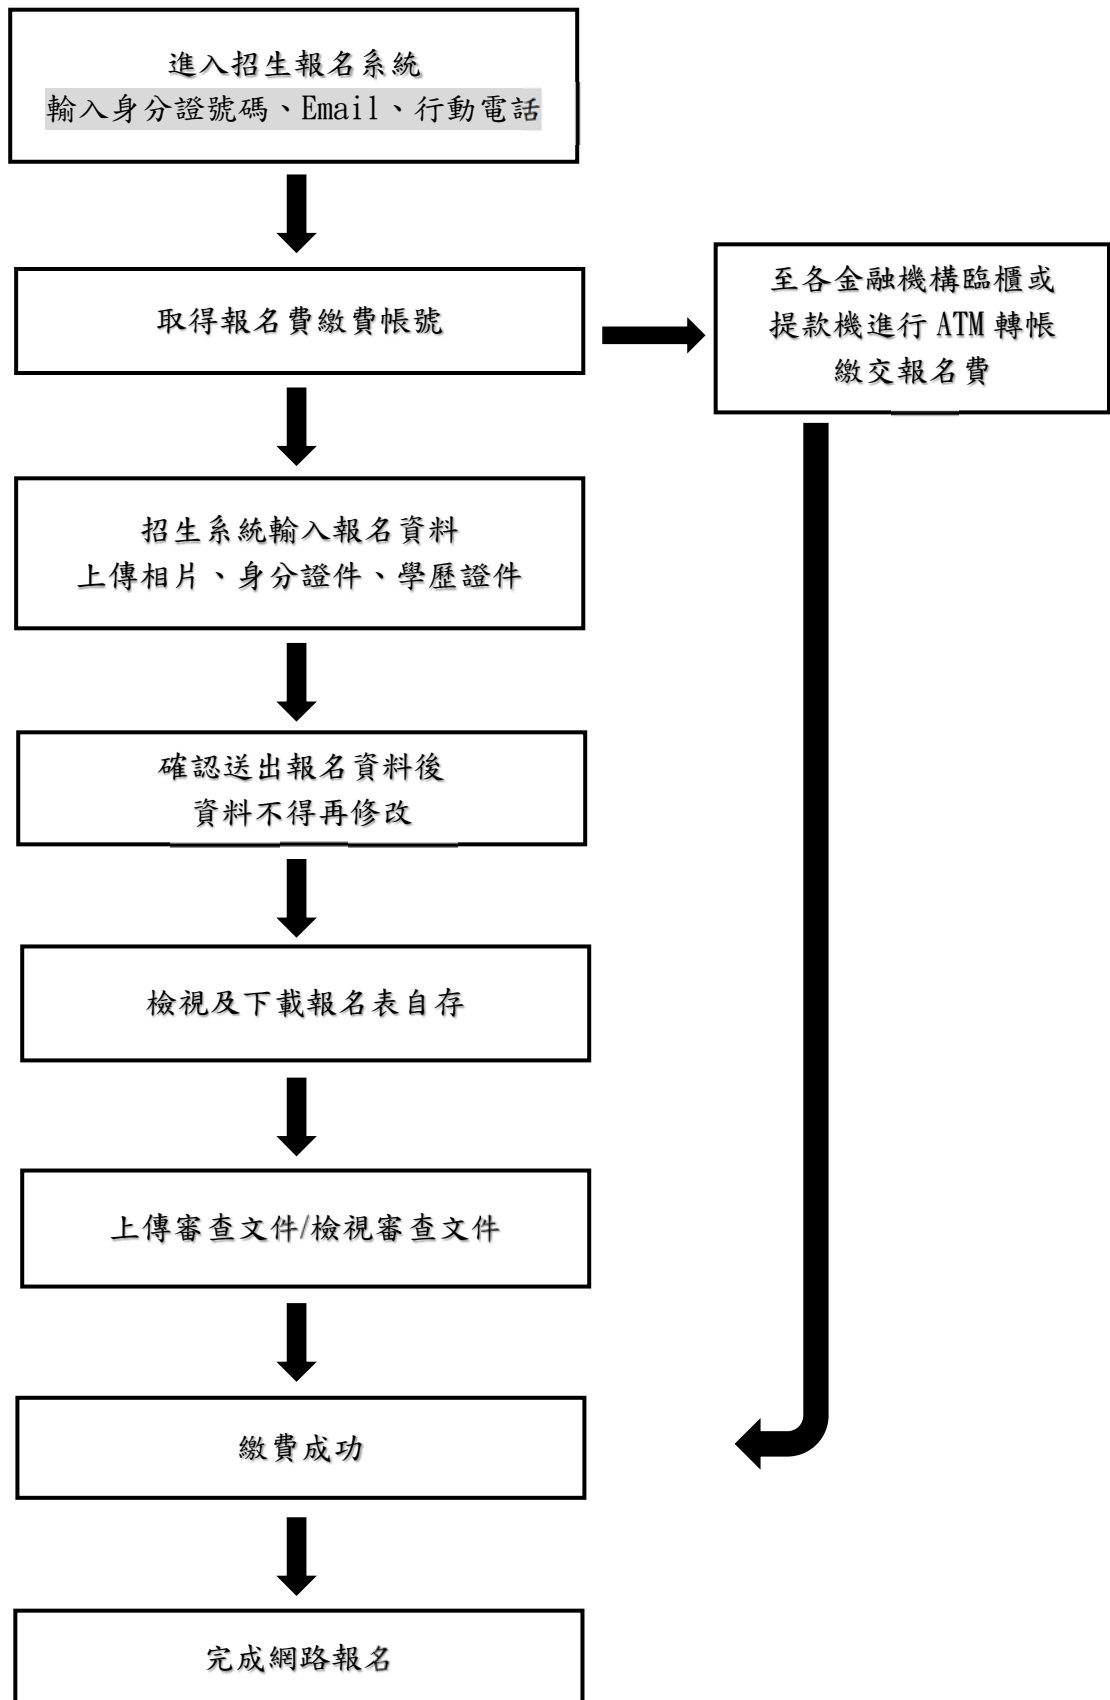 進入招生報名系統
輸入身分證號碼、Email、行動電話
取得報名費繳費帳號
至各金融機構臨櫃或
提款機進行 ATM 轉帳
繳交報名費
招生系統輸入報名資料
上傳相片、身分證件、學歷證件
確認送出報名資料後
資料不得再修改
檢視及下載報名表自存
上傳審查文件/檢視審查文件
繳費成功
完成網路報名